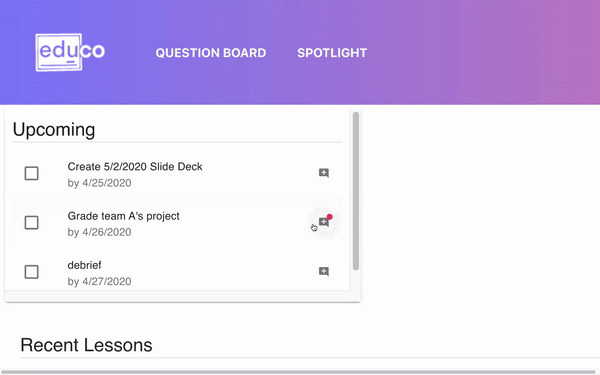 educo
QUESTION BOARD
SPOTLIGHT
Upcoming
Create 5/2/2020 Slide Deck
by 4/25/2020
Grade team A's project
by 4/26/2020
debrief
by 4/27/2020
Recent Lessons